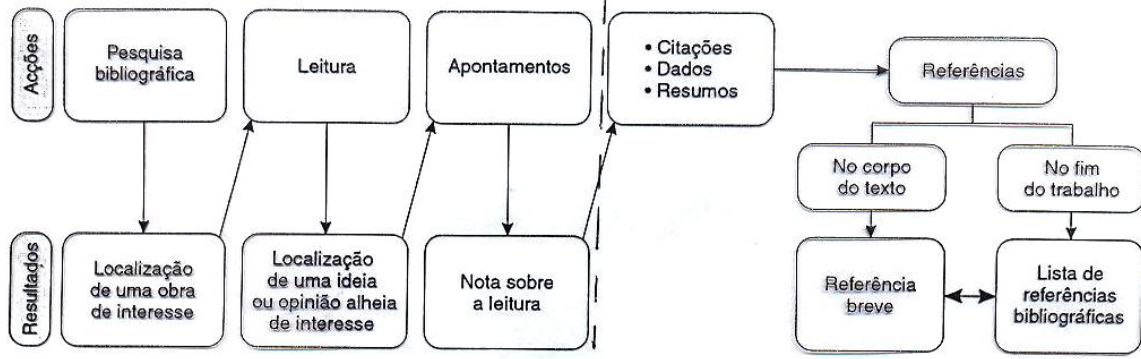 Acções
Pesquisa
bibliográfica
Leitura
Apontamentos
• Citações
• Dados
• Resumos
Referências
No corpo
do texto
No fim
do trabalho
Resultados
Localização
de uma obra
de interesse
Localização
de uma ideia
ou opinião alheia
de interesse
Nota sobre
a leitura
Referência
breve
Lista de
referências
bibliográficas